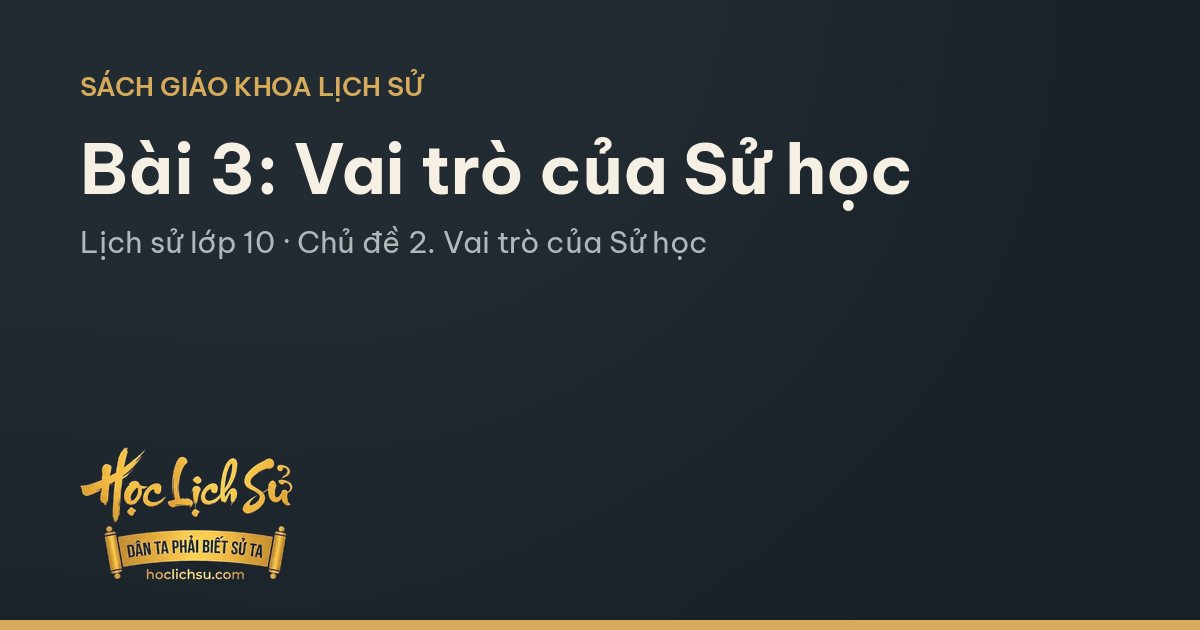 SÁCH GIÁO KHOA LỊCH SỬ
Bài 3: Vai trò của Sử học
Lịch sử lớp 10 · Chủ đề 2. Vai trò của Sử học
Học Lịch Sử
DÂN TA PHẢI BIẾT SỬ TA
hoclichsu.com